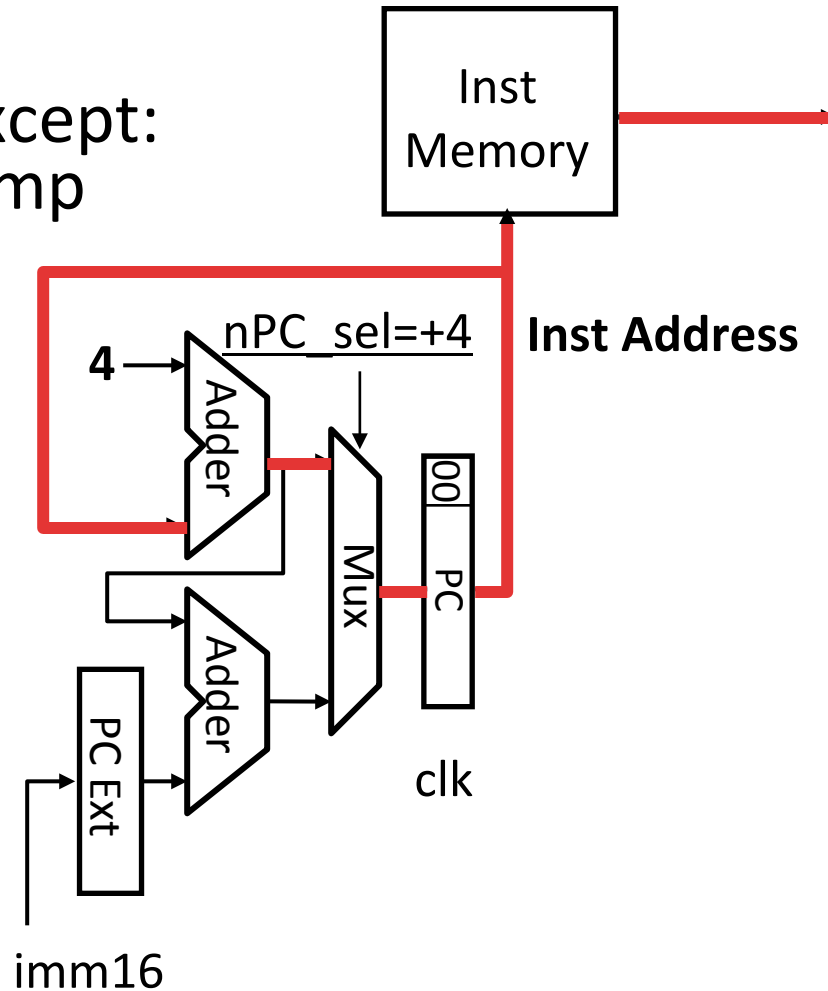 Inst
Memory
xcept:
mp
nPC_sel=+4
Inst Address
4
Adder
00
Mux
PC
Adder
PC Ext
clk
imm16